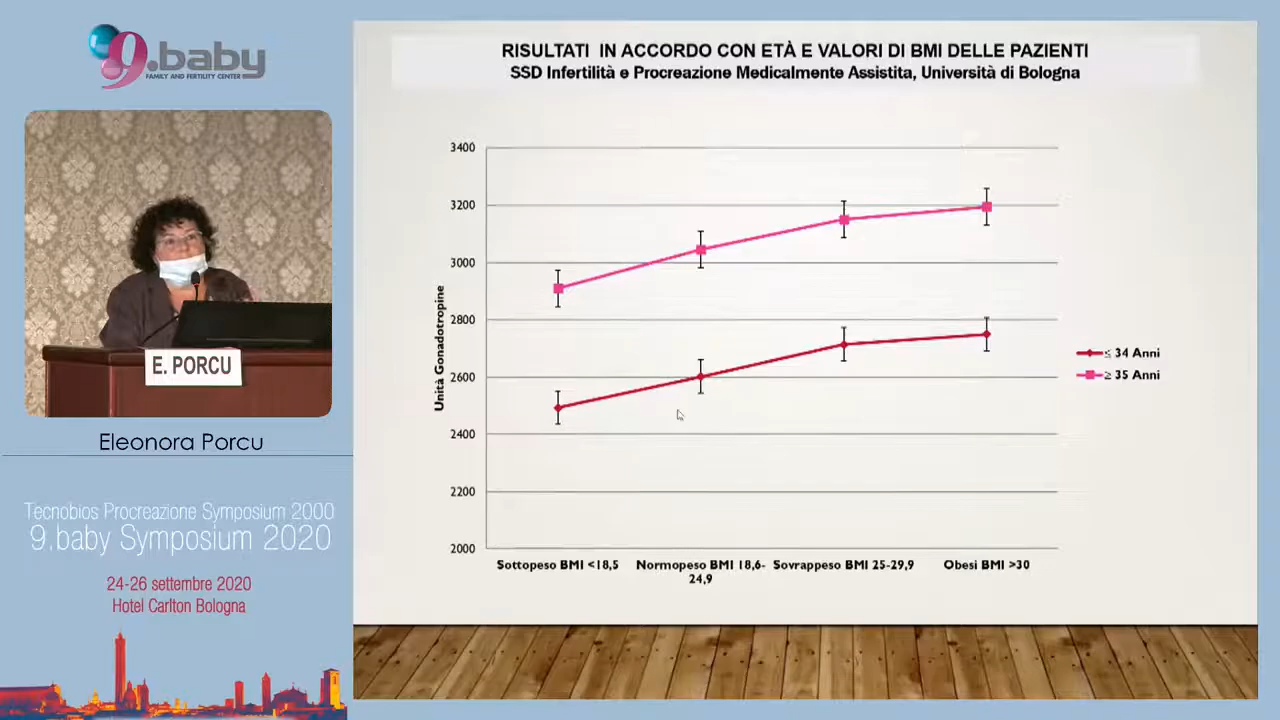 9.baby
FAMILY AND FERTILITY CENTER
E. PORCU
Eleonora Porcu
Tecnobios Procreazione Symposium 2000
9.baby Symposium 2020
24-26 settembre 2020
Hotel Carlton Bologna
RISULTATI IN ACCORDO CON ETÀ E VALORI DI BMI DELLE PAZIENTI
SSD Infertilità e Procreazione Medicalmente Assistita, Università di Bologna
Unità Gonadotropine
3400
3200
3000
2800
2600
2400
2200
2000
Sottopeso BMI <18,5
Normopeso BMI 18,6-
24,9
Sovrappeso BMI 25-29,9
Obesi BMI >30
≤ 34 Anni
≥ 35 Anni